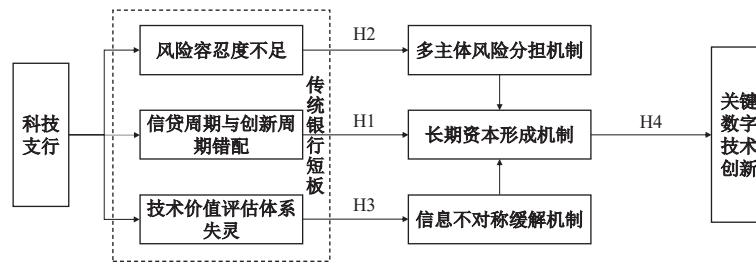 科技
支行
风险容忍度不足
信贷周期与创新周
期错配
技术价值评估体系
失灵
传统银行短板
H2
H1
H3
多主体风险分担机制
长期资本形成机制
信息不对称缓解机制
H4
关键
数字
技术
创新